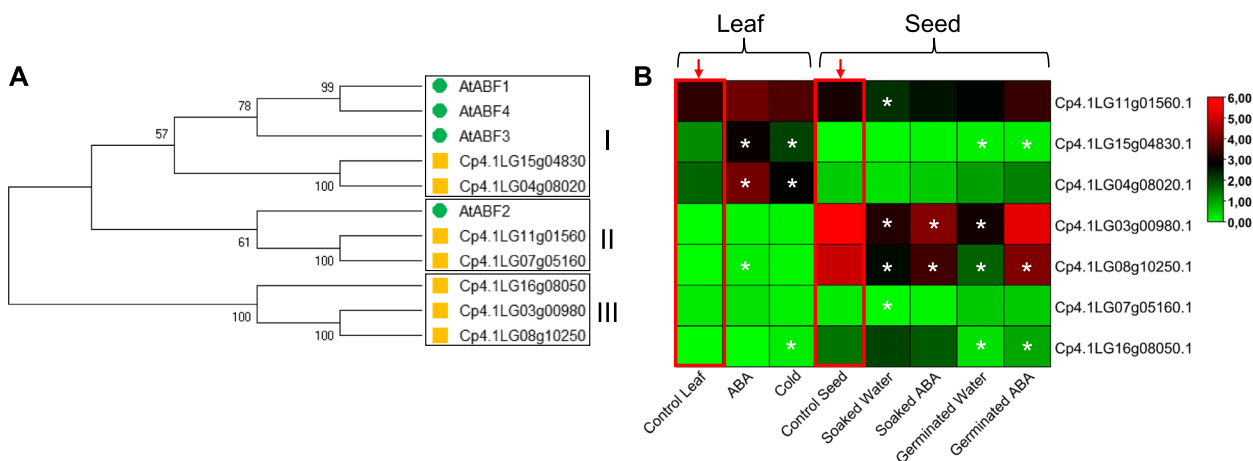 A
99
78
57
100
61
100
100
100
AtABF1
AtABF4
AtABF3
Cp4.1LG15g04830
Cp4.1LG04g08020
AtABF2
Cp4.1LG11g01560
Cp4.1LG07g05160
Cp4.1LG16g08050
Cp4.1LG03g00980
Cp4.1LG08g10250
I
II
III
B
Leaf
Seed
* 
* * * *
* *
* * *
* * * * *
*
* * *
Cp4.1LG11g01560.1
Cp4.1LG15g04830.1
Cp4.1LG04g08020.1
Cp4.1LG03g00980.1
Cp4.1LG08g10250.1
Cp4.1LG07g05160.1
Cp4.1LG16g08050.1
Control Leaf
ABA
Cold
Control Seed
Soaked Water
Soaked ABA
Germinated Water
Germinated ABA
6,00
5,00
4,00
3,00
2,00
1,00
0,00